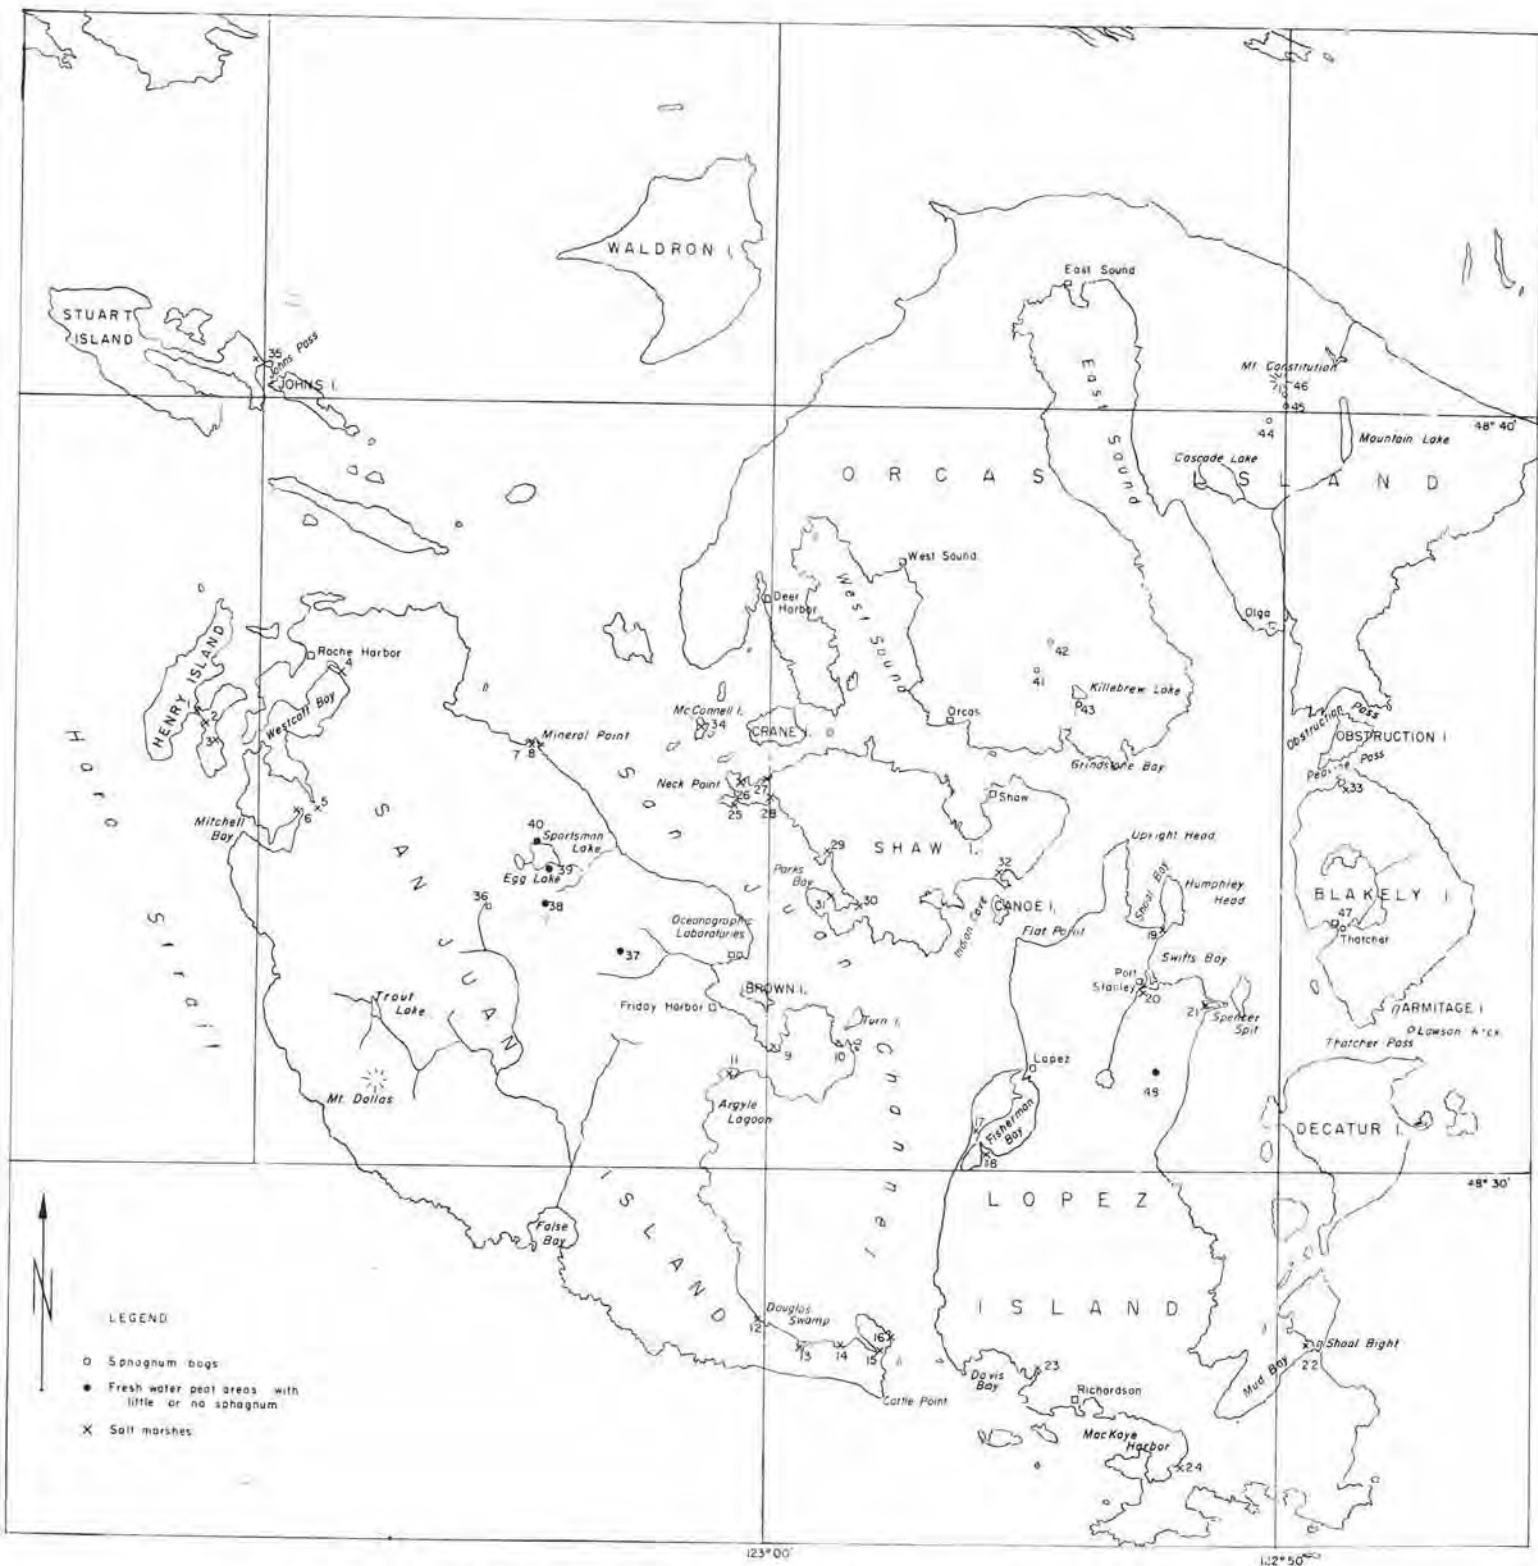 WALDRON I.
East Sound
STUART
ISLAND
35
Johns Pass
JOHNS I.
Mt. Constitution
46
45
44
48° 40'
Mountain Lake
Cascade Lake
East Sound
ORCAS ISLAND
West Sound
Deer
Harbor
West Sound
Olga
42
41
Killebrew Lake
43
Roche Harbor
4
HENRY ISLAND
2
3
Westcott Bay
McConnell I.
34
CRANE I.
Orcas
Obstruction Pass
OBSTRUCTION I.
Haro Strait
Mineral Point
7
8
Grindstone Bay
Peavine Pass
33
Neck Point
27
26
25
28
Shaw
5
6
Mitchell
Bay
SAN JUAN ISLAND
San Juan Channel
40
Sportsman
Lake
39
Egg Lake
29
SHAW I.
Upright Head
Parks
Bay
32
36
38
31
30
Indian Cove
CANOE I.
Shoal Bay
Humphley
Head
BLAKELY I.
47
Thatcher
Oceanographic
Laboratories
Flat Point
19
37
Swifts Bay
Port
Stanley
20
BROWN I.
Friday Harbor
Trout
Lake
Turn I.
21
Spencer
Spit
ARMITAGE I.
Lawson
Thatcher Pass
9
10
11
Lopez
Mt. Dallas
Argyle
Lagoon
49
17
Fisherman
Bay
18
DECATUR I.
48° 30'
LOPEZ
ISLAND
False
Bay
N
Douglas
Swamp
12
13
14
15
16
Cattle Point
Davis
Bay
23
Shoal Bight
22
Mud Bay
Richardson
MacKaye
Harbor
24
LEGEND
Sphagnum bogs
Fresh water peat areas with
little or no sphagnum
Salt marshes
123°00'
122°50'